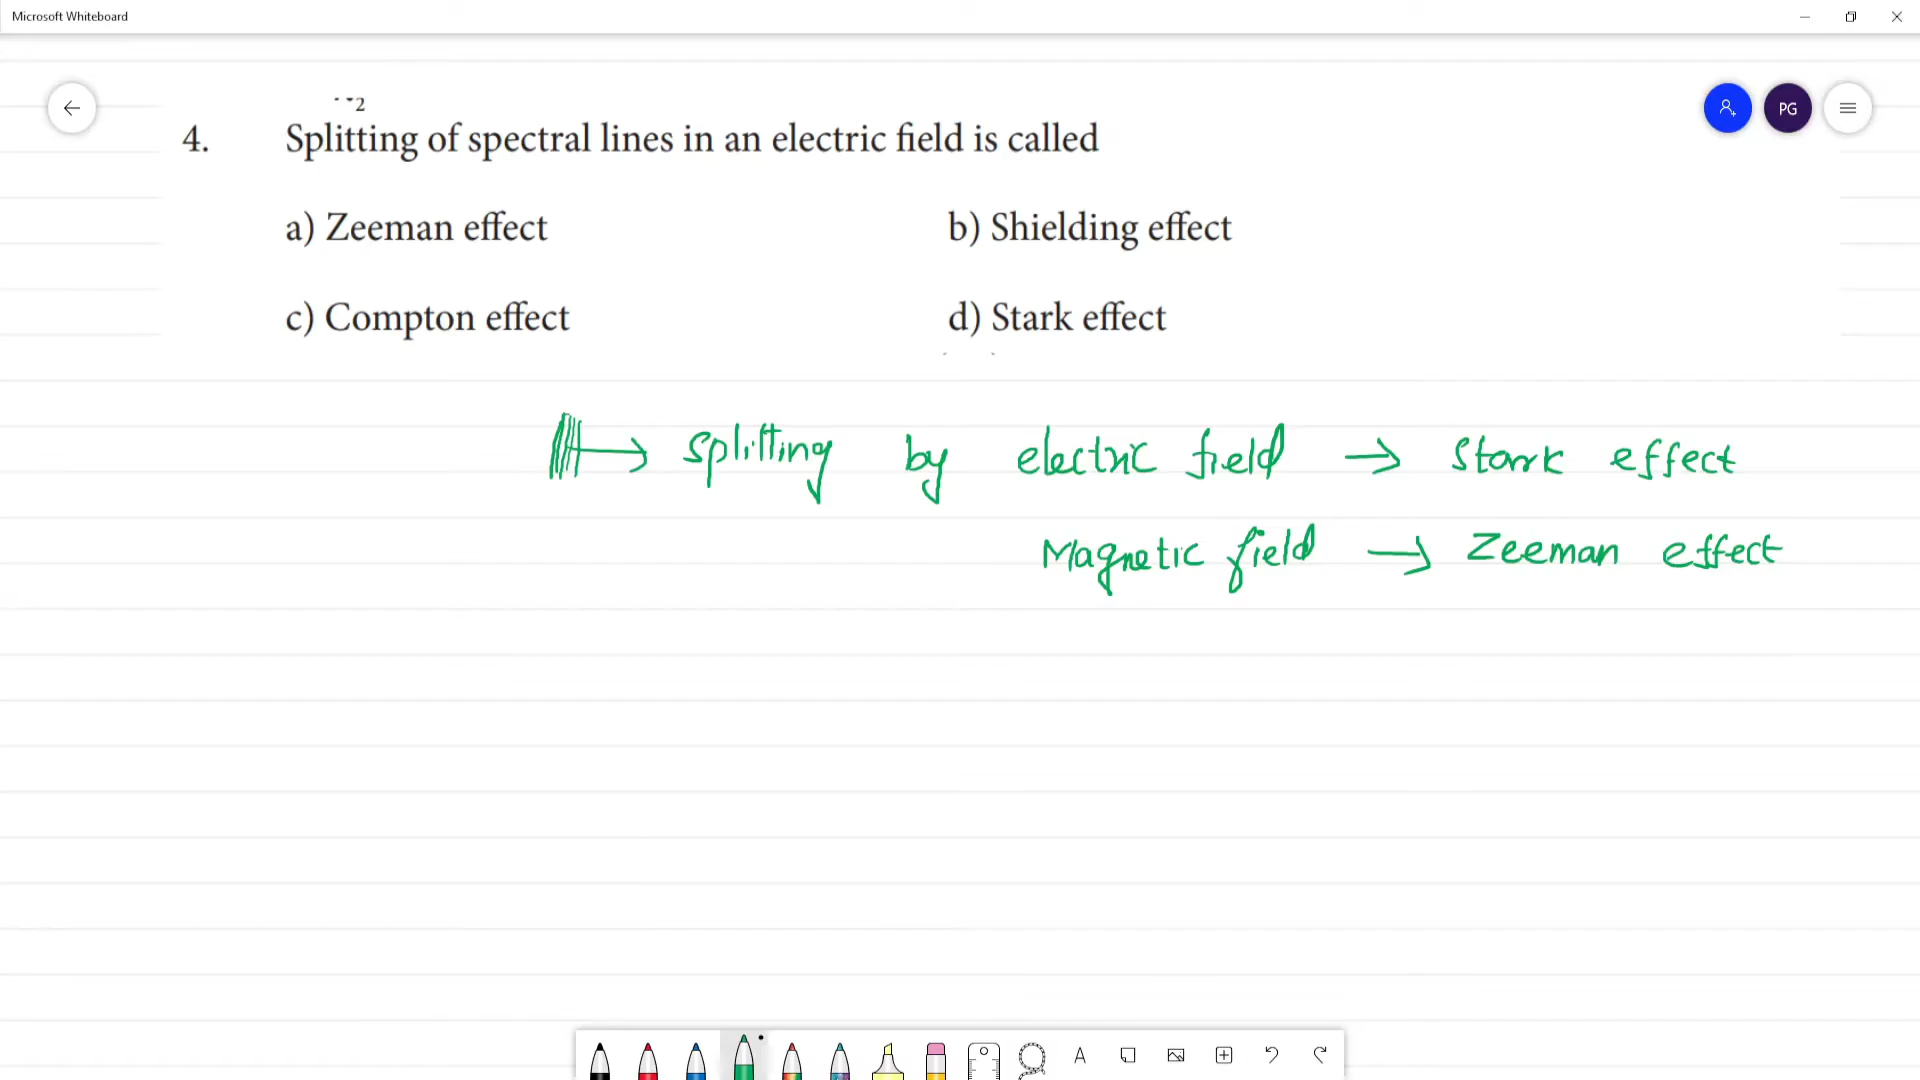 Microsoft Whiteboard
PG
4. Splitting of spectral lines in an electric field is called
a) Zeeman effect b) Shielding effect
c) Compton effect d) Stark effect
splitting by electric field → Stark effect
Magnetic field → Zeeman effect
A